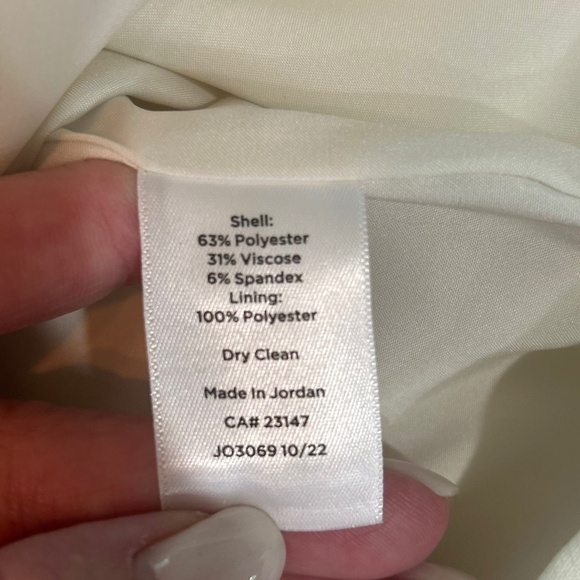 Shell:
63% Polyester
31% Viscose
6% Spandex
Lining:
100% Polyester
Dry Clean
Made In Jordan
CA# 23147
JO3069 10/22